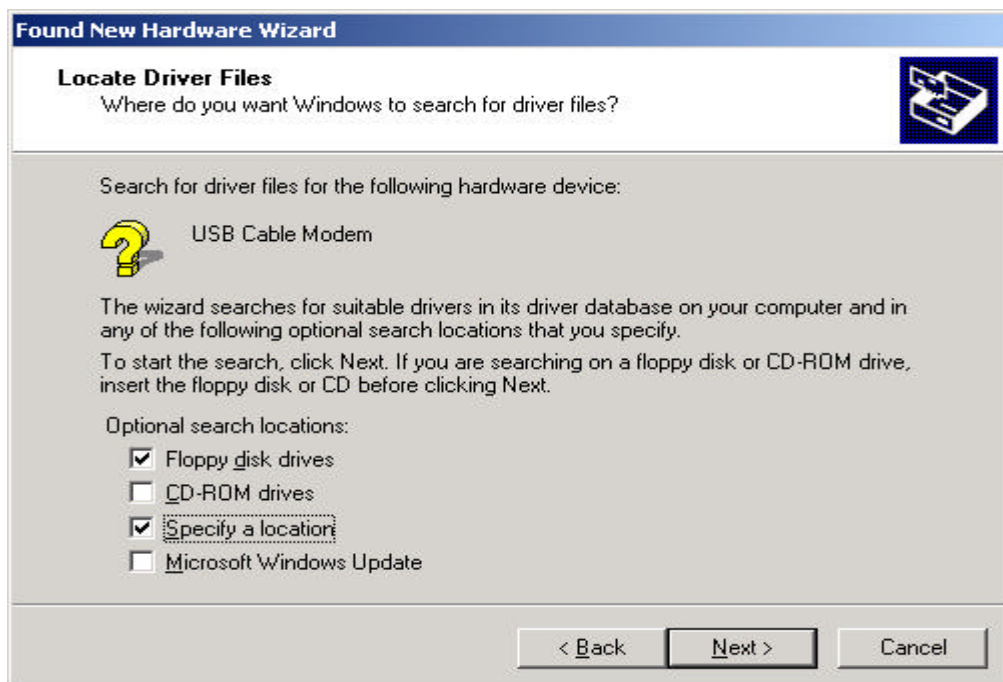 Found New Hardware Wizard
Locate Driver Files
Where do you want Windows to search for driver files?
Search for driver files for the following hardware device:
USB Cable Modem
The wizard searches for suitable drivers in its driver database on your computer and in
any of the following optional search locations that you specify.
To start the search, click Next. If you are searching on a floppy disk or CD-ROM drive,
insert the floppy disk or CD before clicking Next.
Optional search locations:
Floppy disk drives
CD-ROM drives
Specify a location
Microsoft Windows Update
< Back Next > Cancel